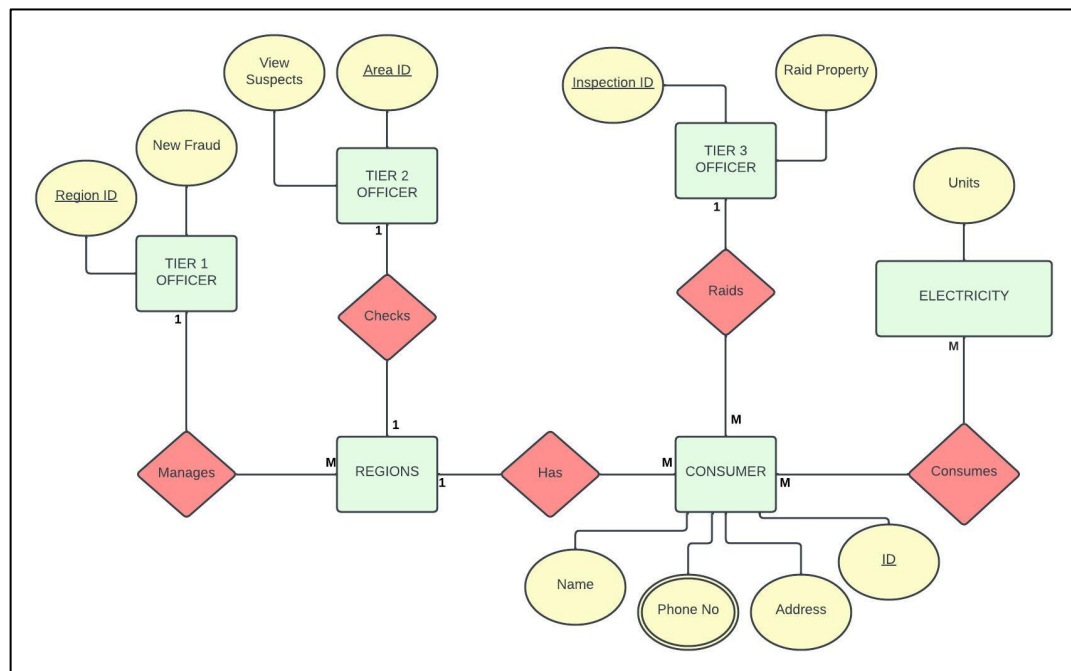 View
Suspects
Area ID
Inspection ID
Raid Property
New Fraud
Region ID
TIER 2
OFFICER
TIER 3
OFFICER
Units
TIER 1
OFFICER
1
1
1
Raids
ELECTRICITY
Checks
M
1
M
Manages
M
REGIONS
1
Has
M
CONSUMER
M
Consumes
Name
Phone No
Address
ID